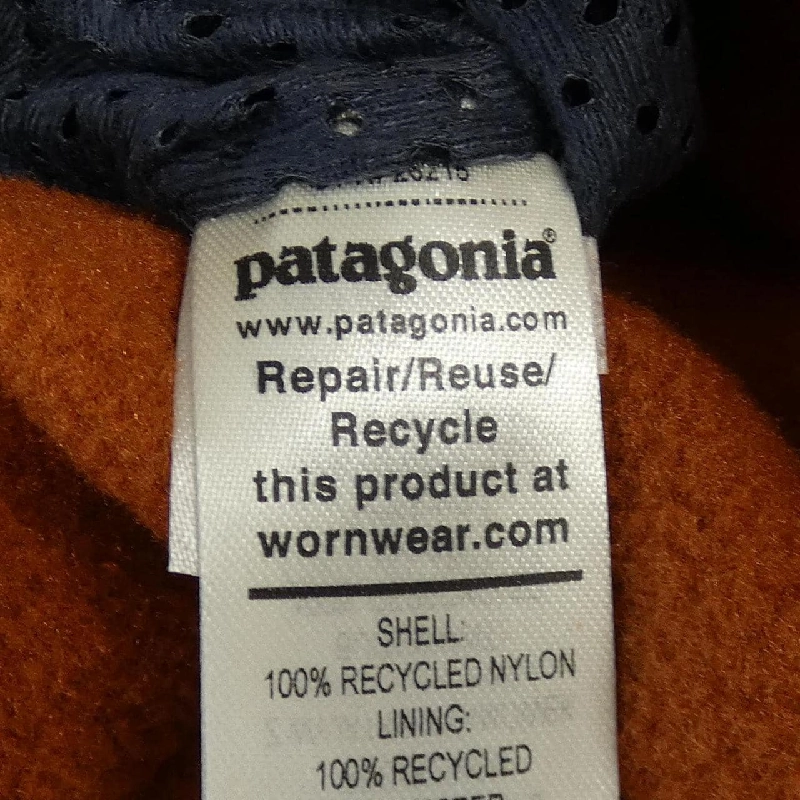 26215
patagonia®
www.patagonia.com
Repair/Reuse/
Recycle
this product at
wornwear.com
SHELL:
100% RECYCLED NYLON
LINING:
100% RECYCLED